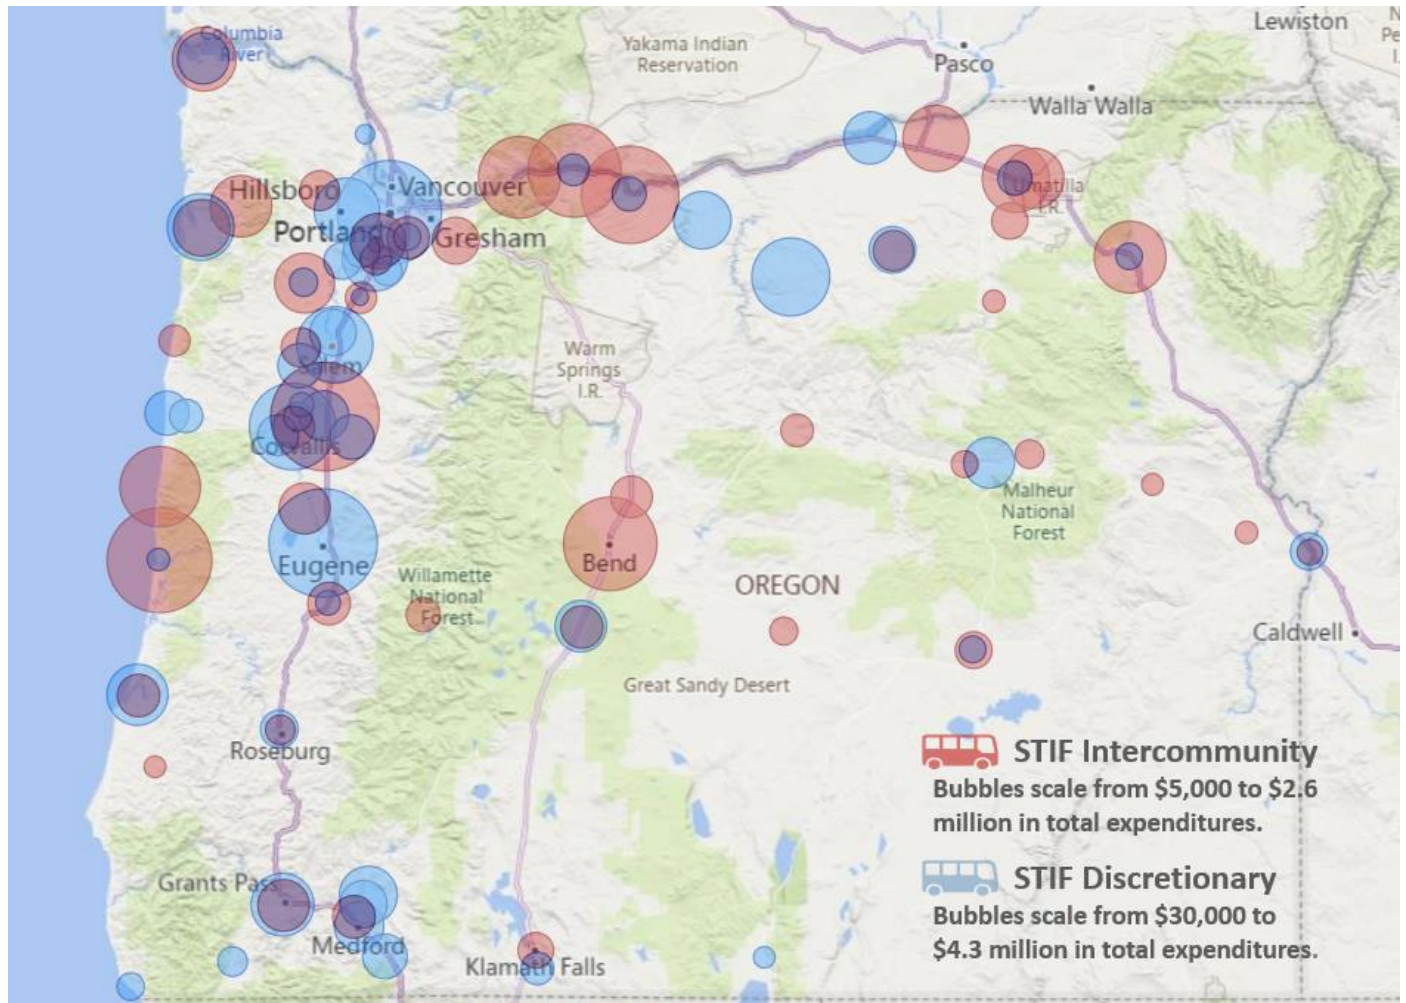 Columbia
River
Yakama Indian
Reservation
Lewiston
N
Pe
I.
Pasco
Walla Walla
Hillsboro
Vancouver
Portland
Gresham
Umatilla
I.R.
Salem
Warm
Springs
I.R.
Corvallis
Malheur
National
Forest
Eugene
Bend
Willamette
National
Forest
OREGON
Caldwell
Great Sandy Desert
Roseburg
STIF Intercommunity
Bubbles scale from $5,000 to $2.6
million in total expenditures.
Grants Pass
STIF Discretionary
Bubbles scale from $30,000 to
$4.3 million in total expenditures.
Medford
Klamath Falls